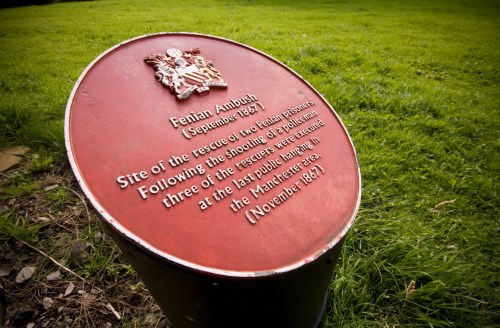 Fenian Ambush
(September 1867)
Site of the rescue of two Fenian prisoners.
Following the shooting of a policeman
three of the rescuers were executed
at the last public hanging in
the Manchester area.
(November 1867)